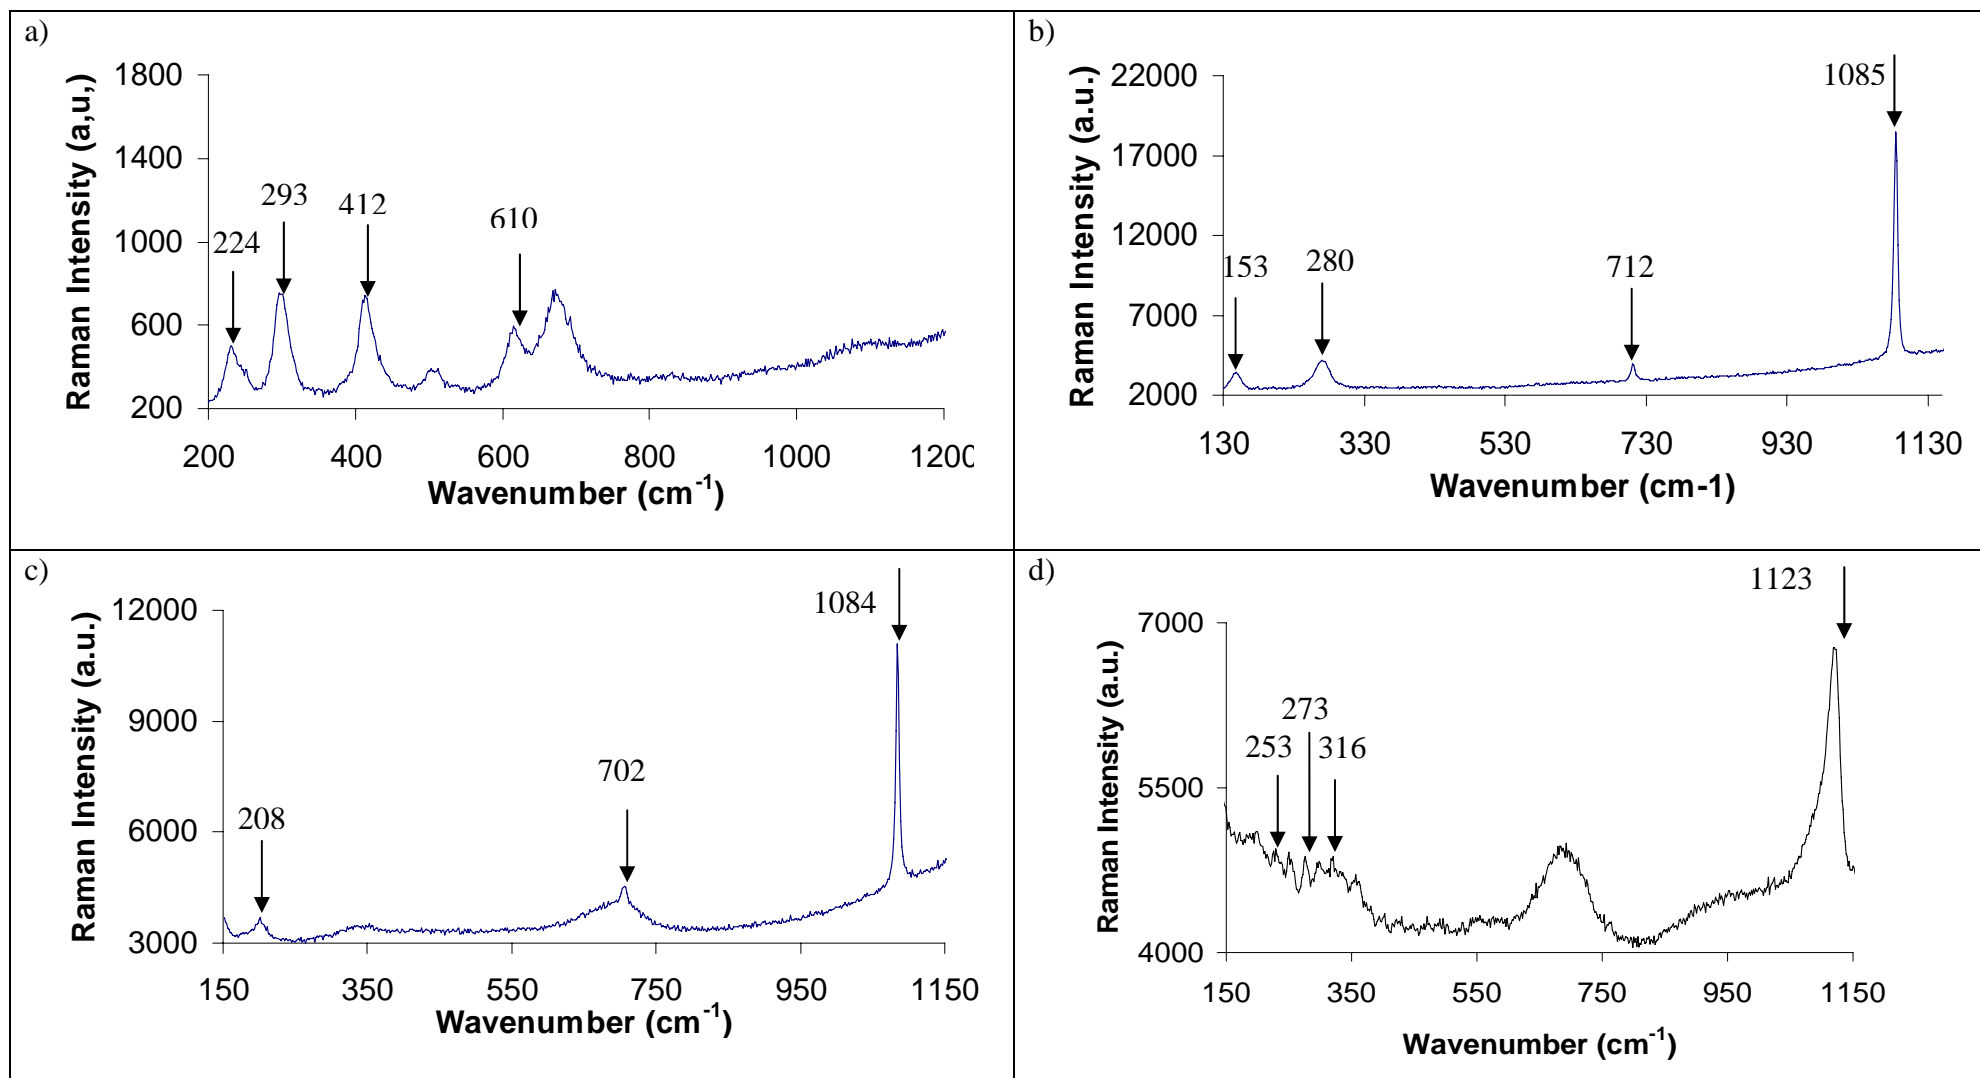 a)
Raman Intensity (a,u,)
1800
1400
1000
600
200
224
293
412
610
200 400 600 800 1000 1200
Wavenumber (cm-1)
b)
Raman Intensity (a.u.)
22000
17000
12000
7000
2000
153
280
712
1085
130 330 530 730 930 1130
Wavenumber (cm-1)
c)
Raman Intensity (a.u.)
12000
9000
6000
3000
208
702
1084
150 350 550 750 950 1150
Wavenumber (cm-1)
d)
Raman Intensity (a.u.)
7000
5500
4000
253
273
316
1123
150 350 550 750 950 1150
Wavenumber (cm-1)